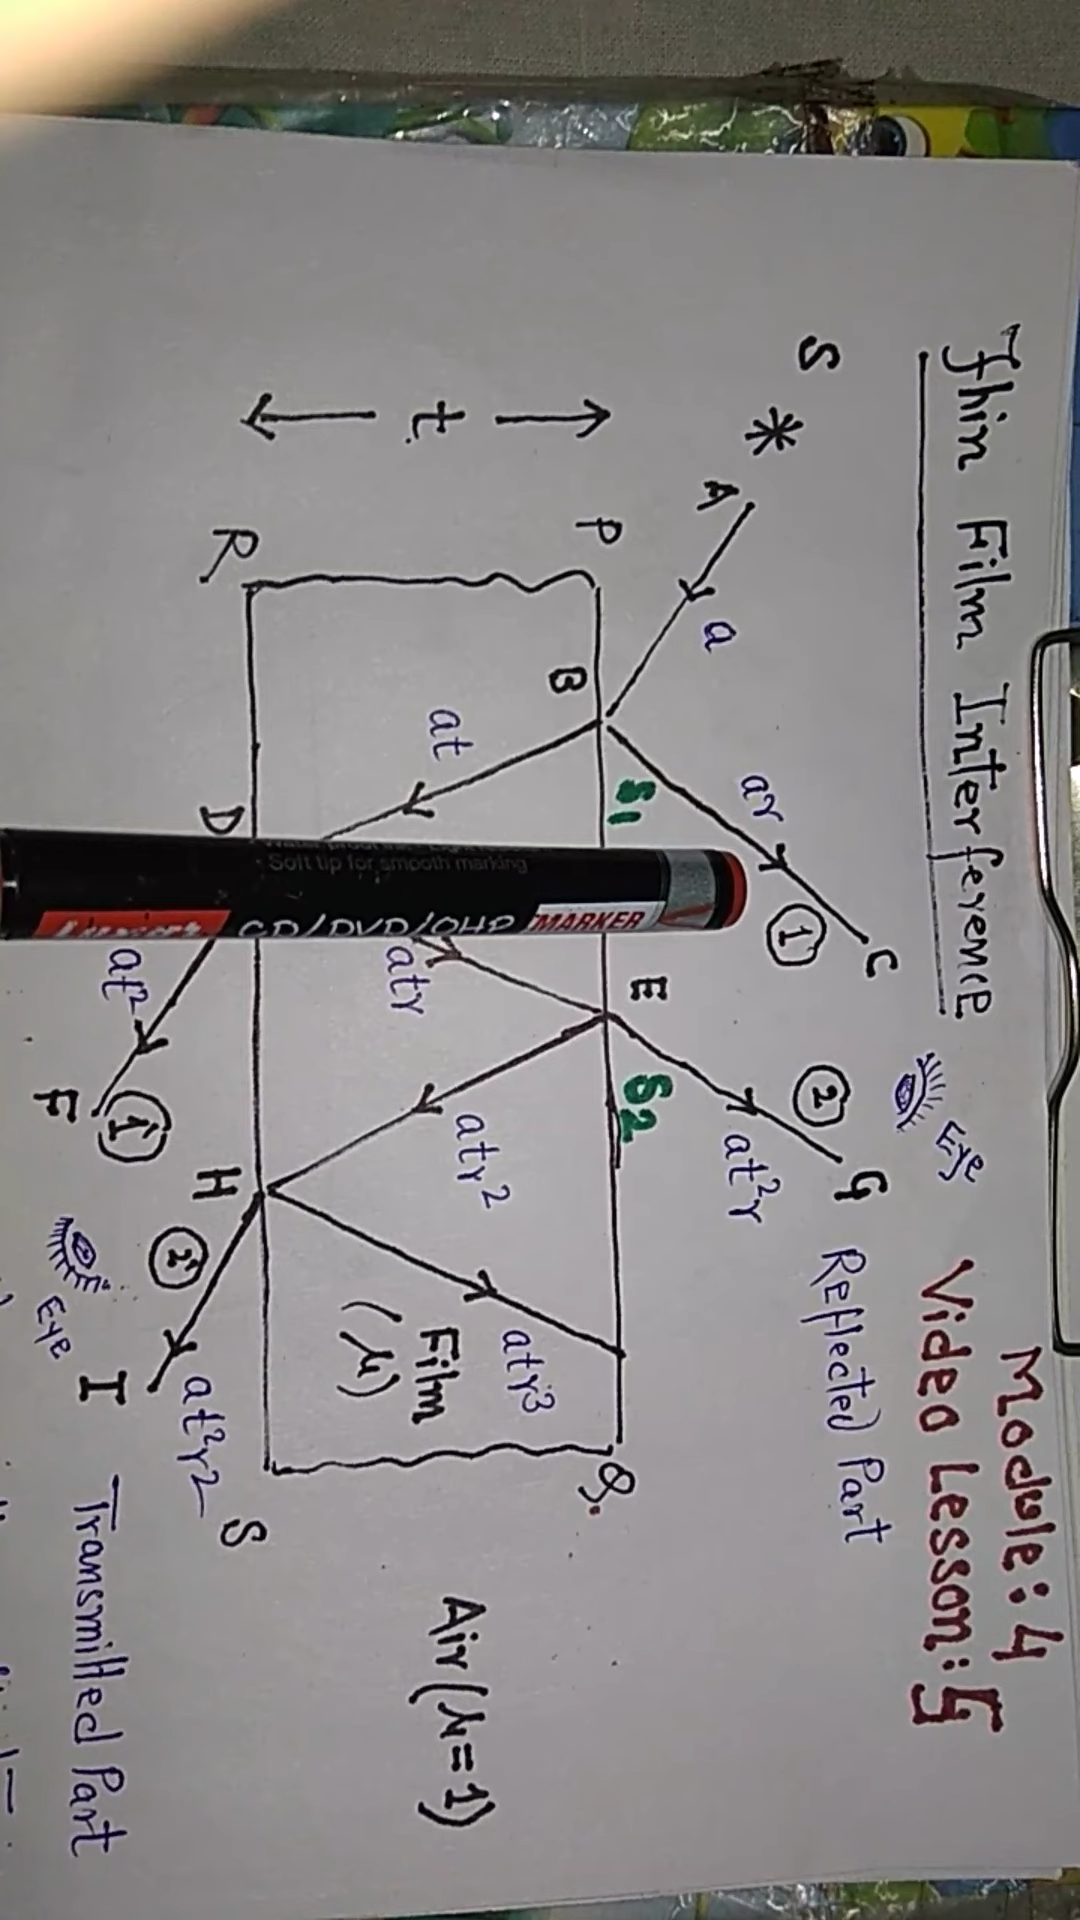 Thin Film Interference
Module: 4
Video Lesson: 5
S
A
a
ar
1
C
Eye
2
G
Reflected Part
at²r
P
B
S1
E
S2
Q
t
at
atr
atr²
atr³
Film
(μ)
Air (μ=1)
Soft tip for smooth marking
CD/DVD/OHP MARKER
R
D
H
S
at²
F
1'
2'
at²r²
I
Eye
Transmitted Part